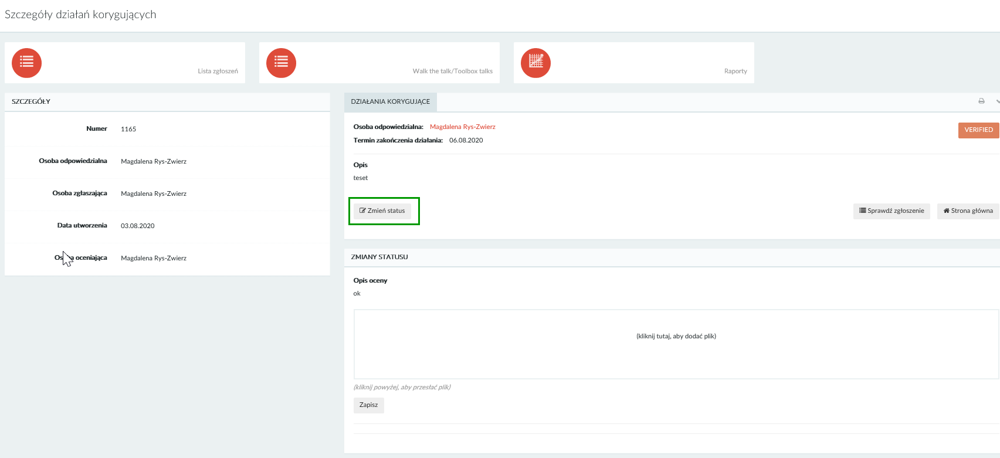 Szczegóły działań korygujących
Lista zgłoszeń
Walk the talk/Toolbox talks
Raporty
SZCZEGÓŁY
Numer 1165
Osoba odpowiedzialna Magdalena Rys-Zwierz
Osoba zgłaszająca Magdalena Rys-Zwierz
Data utworzenia 03.08.2020
oceniająca Magdalena Rys-Zwierz
DZIAŁANIA KORYGUJĄCE
Osoba odpowiedzialna: Magdalena Rys-Zwierz
VERIFIED
Termin zakończenia działania: 06.08.2020
Opis
teset
Zmień status
Sprawdź zgłoszenie
Strona główna
ZMIANY STATUSU
Opis oceny
ok
(kliknij tutaj, aby dodać plik)
(kliknij powyżej, aby przesłać plik)
Zapisz